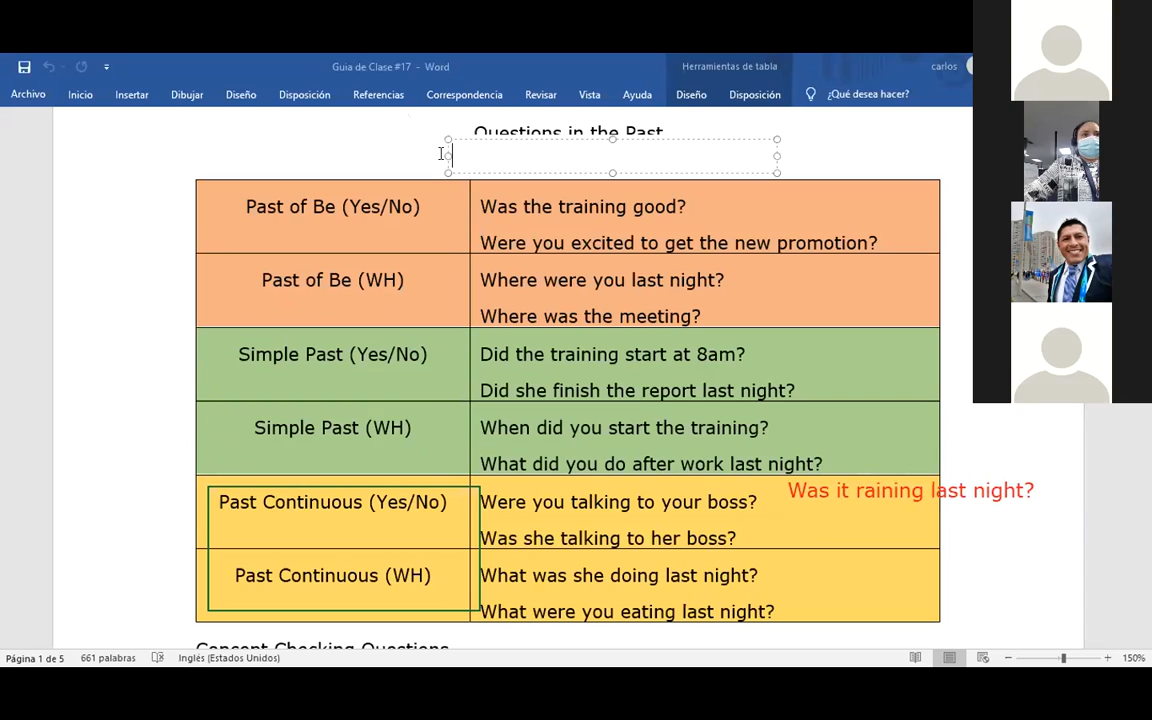 Guia de Clase #17 - Word
Herramientas de tabla
carlos
Archivo Inicio Insertar Dibujar Diseño Disposición Referencias Correspondencia Revisar Vista Ayuda Diseño Disposición ¿Qué desea hacer?
Questions in the Past
Past of Be (Yes/No)
Was the training good?
Were you excited to get the new promotion?
Past of Be (WH)
Where were you last night?
Where was the meeting?
Simple Past (Yes/No)
Did the training start at 8am?
Did she finish the report last night?
Simple Past (WH)
When did you start the training?
What did you do after work last night?
Past Continuous (Yes/No)
Were you talking to your boss?
Was it raining last night?
Was she talking to her boss?
Past Continuous (WH)
What was she doing last night?
What were you eating last night?
Concept Checking Questions
Página 1 de 5 661 palabras Inglés (Estados Unidos) 150%